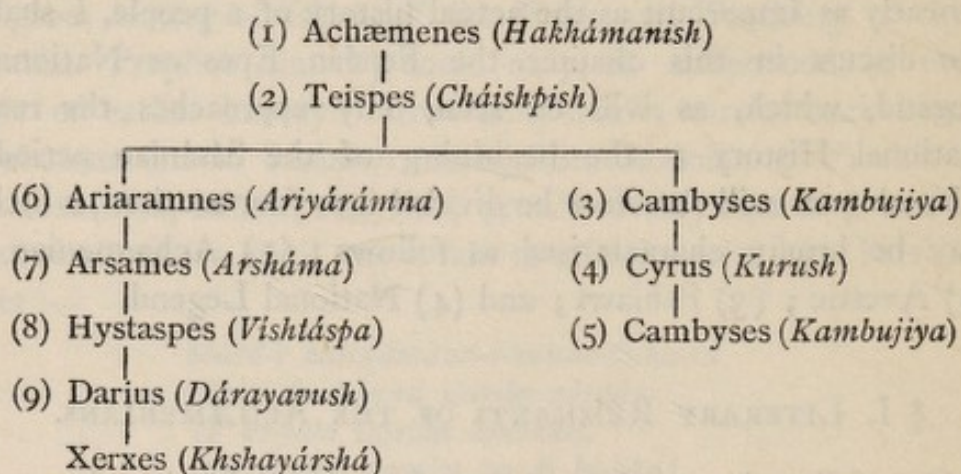 (1) Achæmenes (Hakhámanish)
(2) Teispes (Cháishpish)
(6) Ariaramnes (Ariyárámna) (3) Cambyses (Kambujiya)
(7) Arsames (Arsháma) (4) Cyrus (Kurush)
(8) Hystaspes (Vishtáspa) (5) Cambyses (Kambujiya)
(9) Darius (Dárayavush)
Xerxes (Khshayárshá)